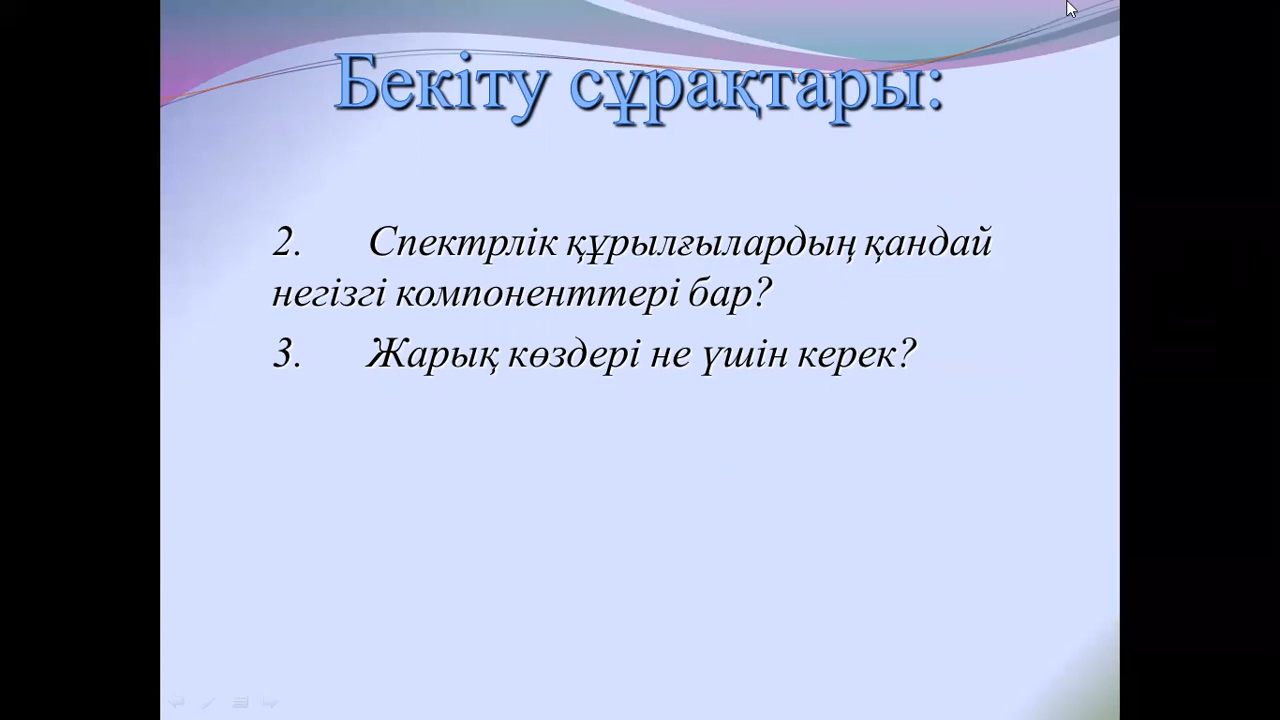 Бекіту сұрақтары:
2. Спектрлік құрылғылардың қандай
негізгі компоненттері бар?
3. Жарық көздері не үшін керек?